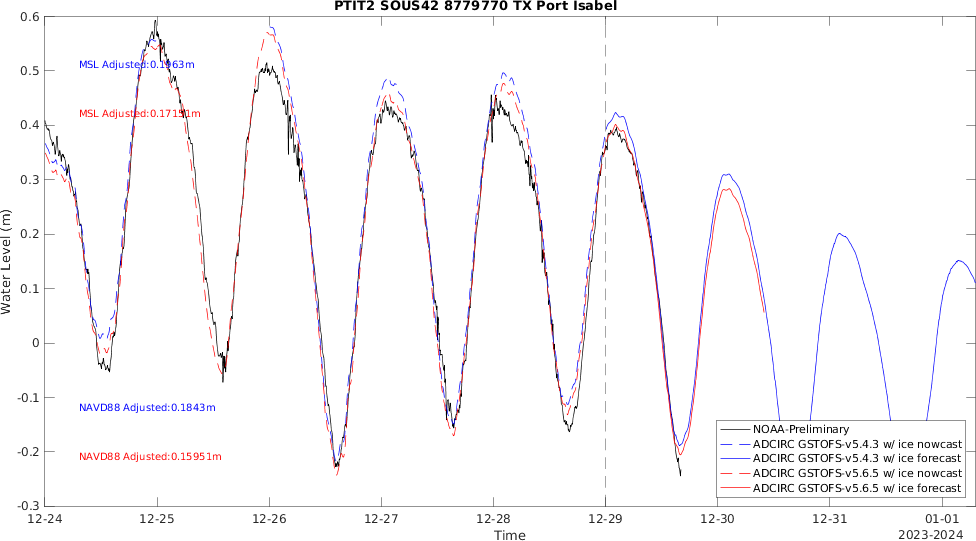 PTIT2 SOUS42 8779770 TX Port Isabel
Water Level (m)
0.6
0.5
0.4
0.3
0.2
0.1
0
-0.1
-0.2
-0.3
MSL Adjusted:0.1963m
MSL Adjusted:0.17151m
NAVD88 Adjusted:0.1843m
NAVD88 Adjusted:0.15951m
NOAA-Preliminary
ADCIRC GSTOFS-v5.4.3 w/ ice nowcast
ADCIRC GSTOFS-v5.4.3 w/ ice forecast
ADCIRC GSTOFS-v5.6.5 w/ ice nowcast
ADCIRC GSTOFS-v5.6.5 w/ ice forecast
12-24 12-25 12-26 12-27 12-28 12-29 12-30 12-31 01-01
Time
2023-2024